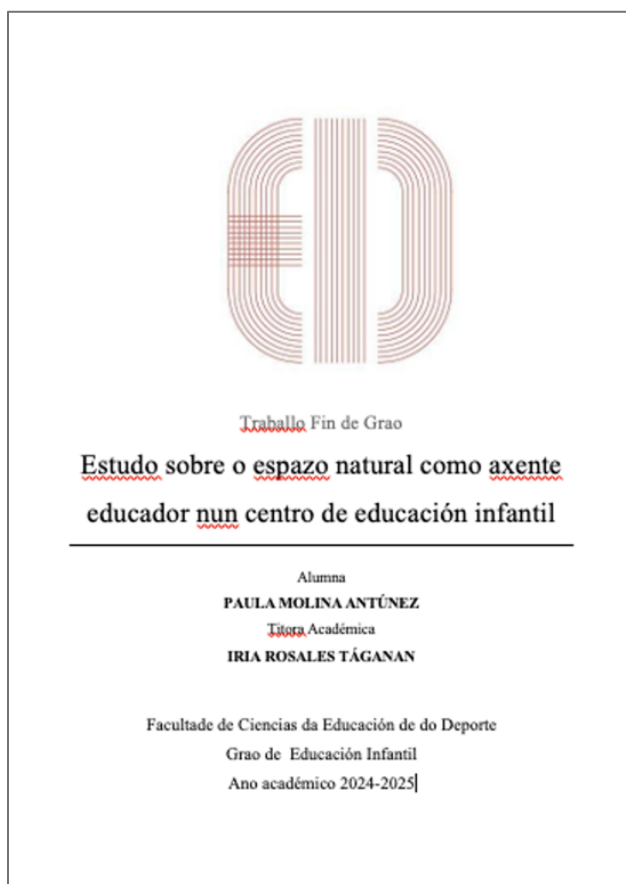 Traballo Fin de Grao
Estudo sobre o espazo natural como axente
educador nun centro de educación infantil
Alumna
PAULA MOLINA ANTÚNEZ
Titora Académica
IRIA ROSALES TÁGANAN
Facultade de Ciencias da Educación de do Deporte
Grao de Educación Infantil
Ano académico 2024-2025